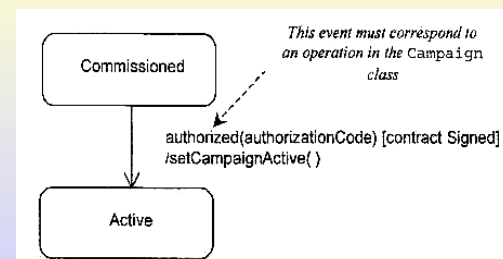 This event must correspond to
an operation in the Campaign
class
Commissioned
authorized(authorizationCode) [contract Signed]
/setCampaignActive( )
Active